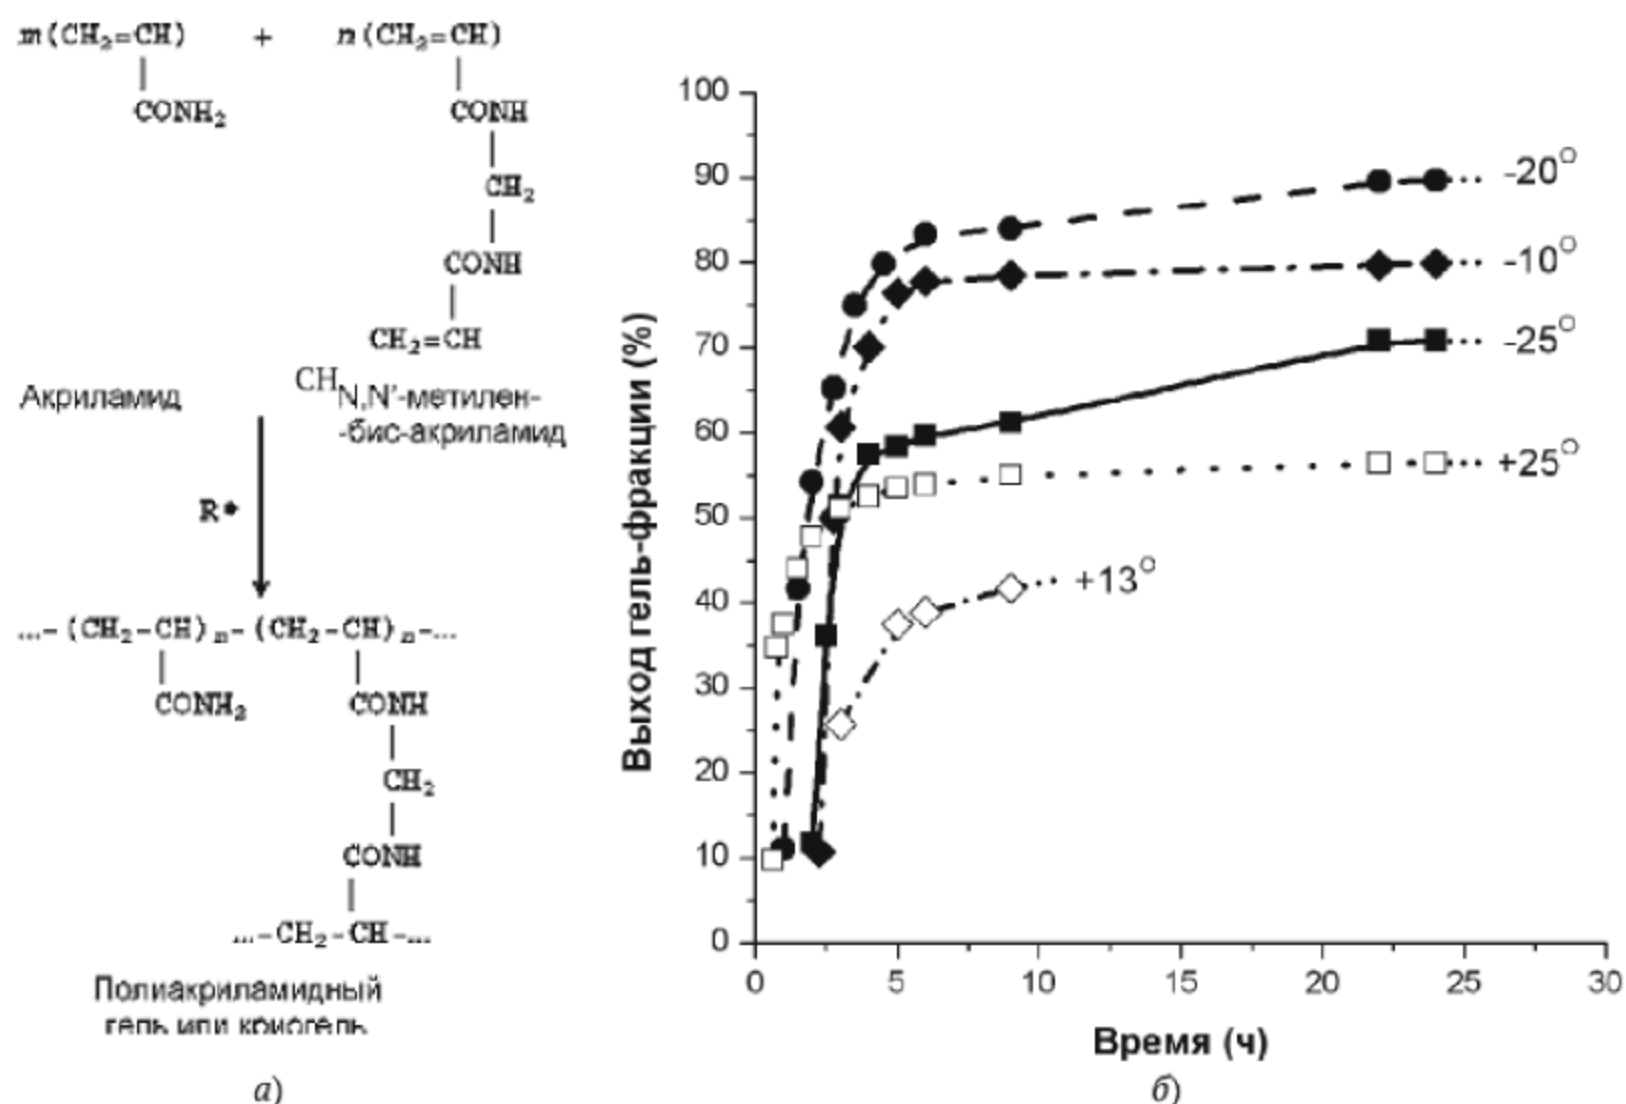 m(CH₂=CH) + n(CH₂=CH)
CONH₂ CONH
CH₂
CONH
CH₂=CH
Акриламид CH N,N'-метилен-
-бис-акриламид
R•
…-(CH₂-CH)n-(CH₂-CH)n-…
CONH₂ CONH
CH₂
CONH
…-CH₂-CH-…
Полиакриламидный
гель или криогель
а)
Выход гель-фракции (%)
100
90
80
70
60
50
40
30
20
10
0
-20°
-10°
-25°
+25°
+13°
0 5 10 15 20 25 30
Время (ч)
б)